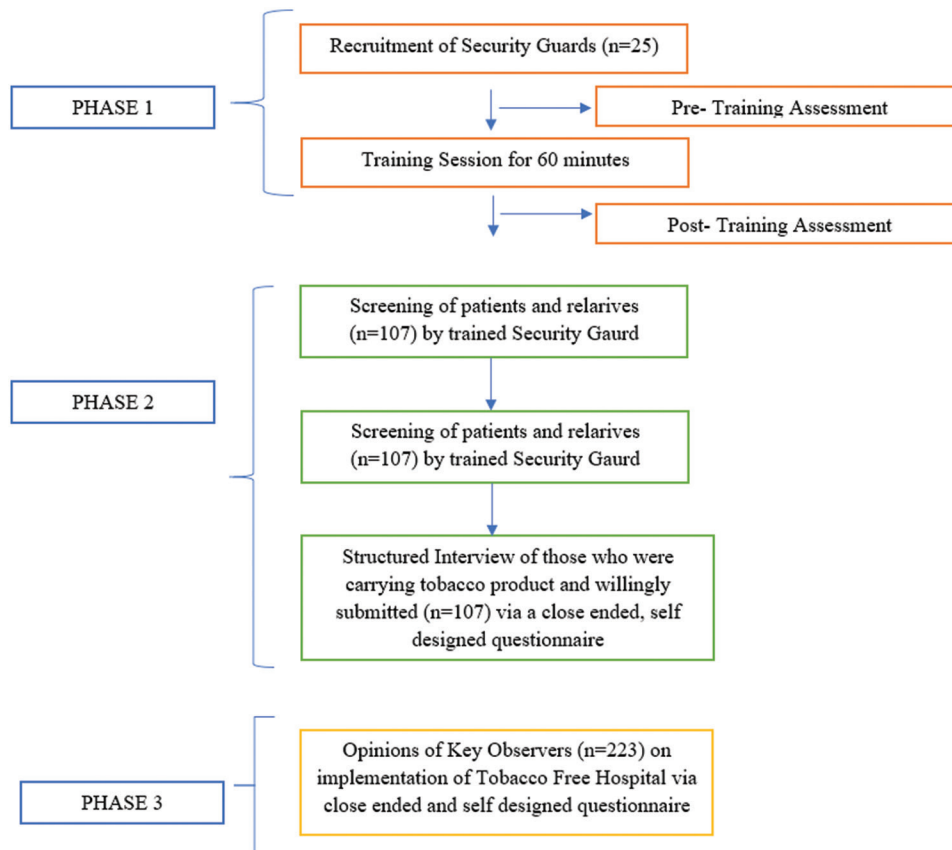 Recruitment of Security Guards (n=25)
PHASE 1
Pre- Training Assessment
Training Session for 60 minutes
Post- Training Assessment
Screening of patients and relarives
(n=107) by trained Security Gaurd
PHASE 2
Screening of patients and relarives
(n=107) by trained Security Gaurd
Structured Interview of those who were
carrying tobacco product and willingly
submitted (n=107) via a close ended, self
designed questionnaire
Opinions of Key Observers (n=223) on
implementation of Tobacco Free Hospital via
close ended and self designed questionnaire
PHASE 3